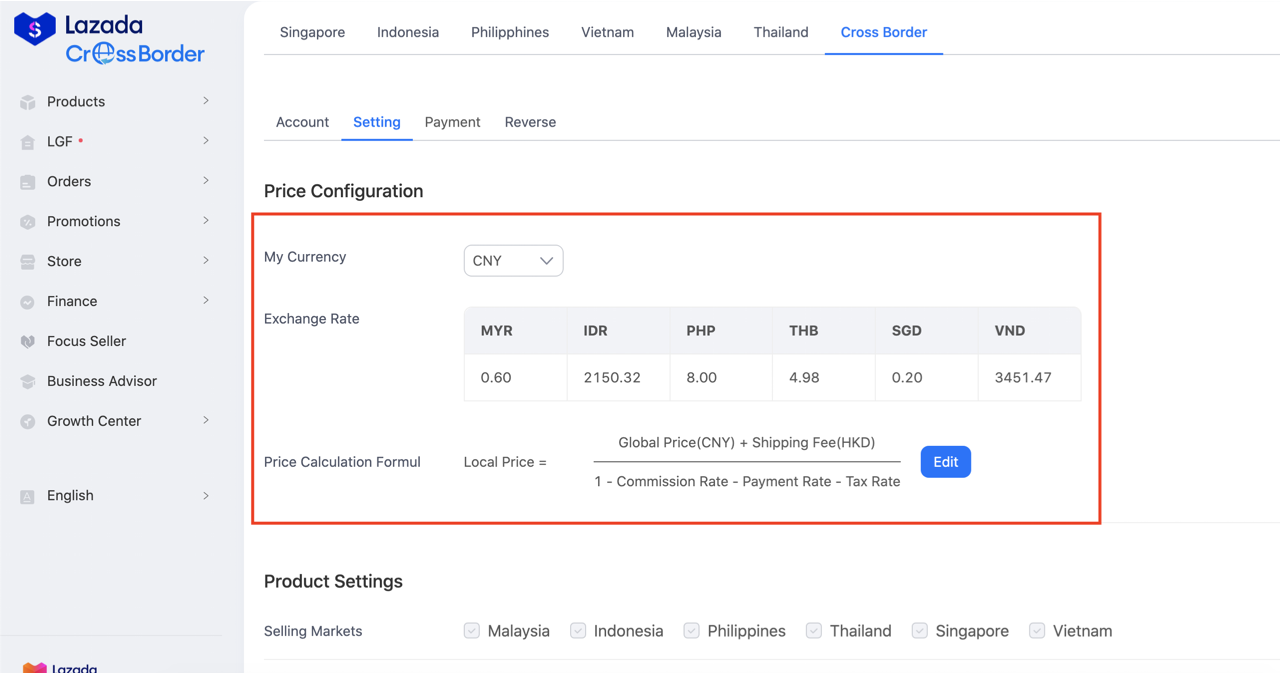 Lazada
CrossBorder
Products
LGF
Orders
Promotions
Store
Finance
Focus Seller
Business Advisor
Growth Center
English
Lazada
Singapore Indonesia Philipphines Vietnam Malaysia Thailand Cross Border
Account Setting Payment Reverse
Price Configuration
My Currency CNY
Exchange Rate
MYR IDR PHP THB SGD VND
0.60 2150.32 8.00 4.98 0.20 3451.47
Global Price(CNY) + Shipping Fee(HKD)
Price Calculation Formul Local Price = Edit
1 - Commission Rate - Payment Rate - Tax Rate
Product Settings
Selling Markets Malaysia Indonesia Philippines Thailand Singapore Vietnam